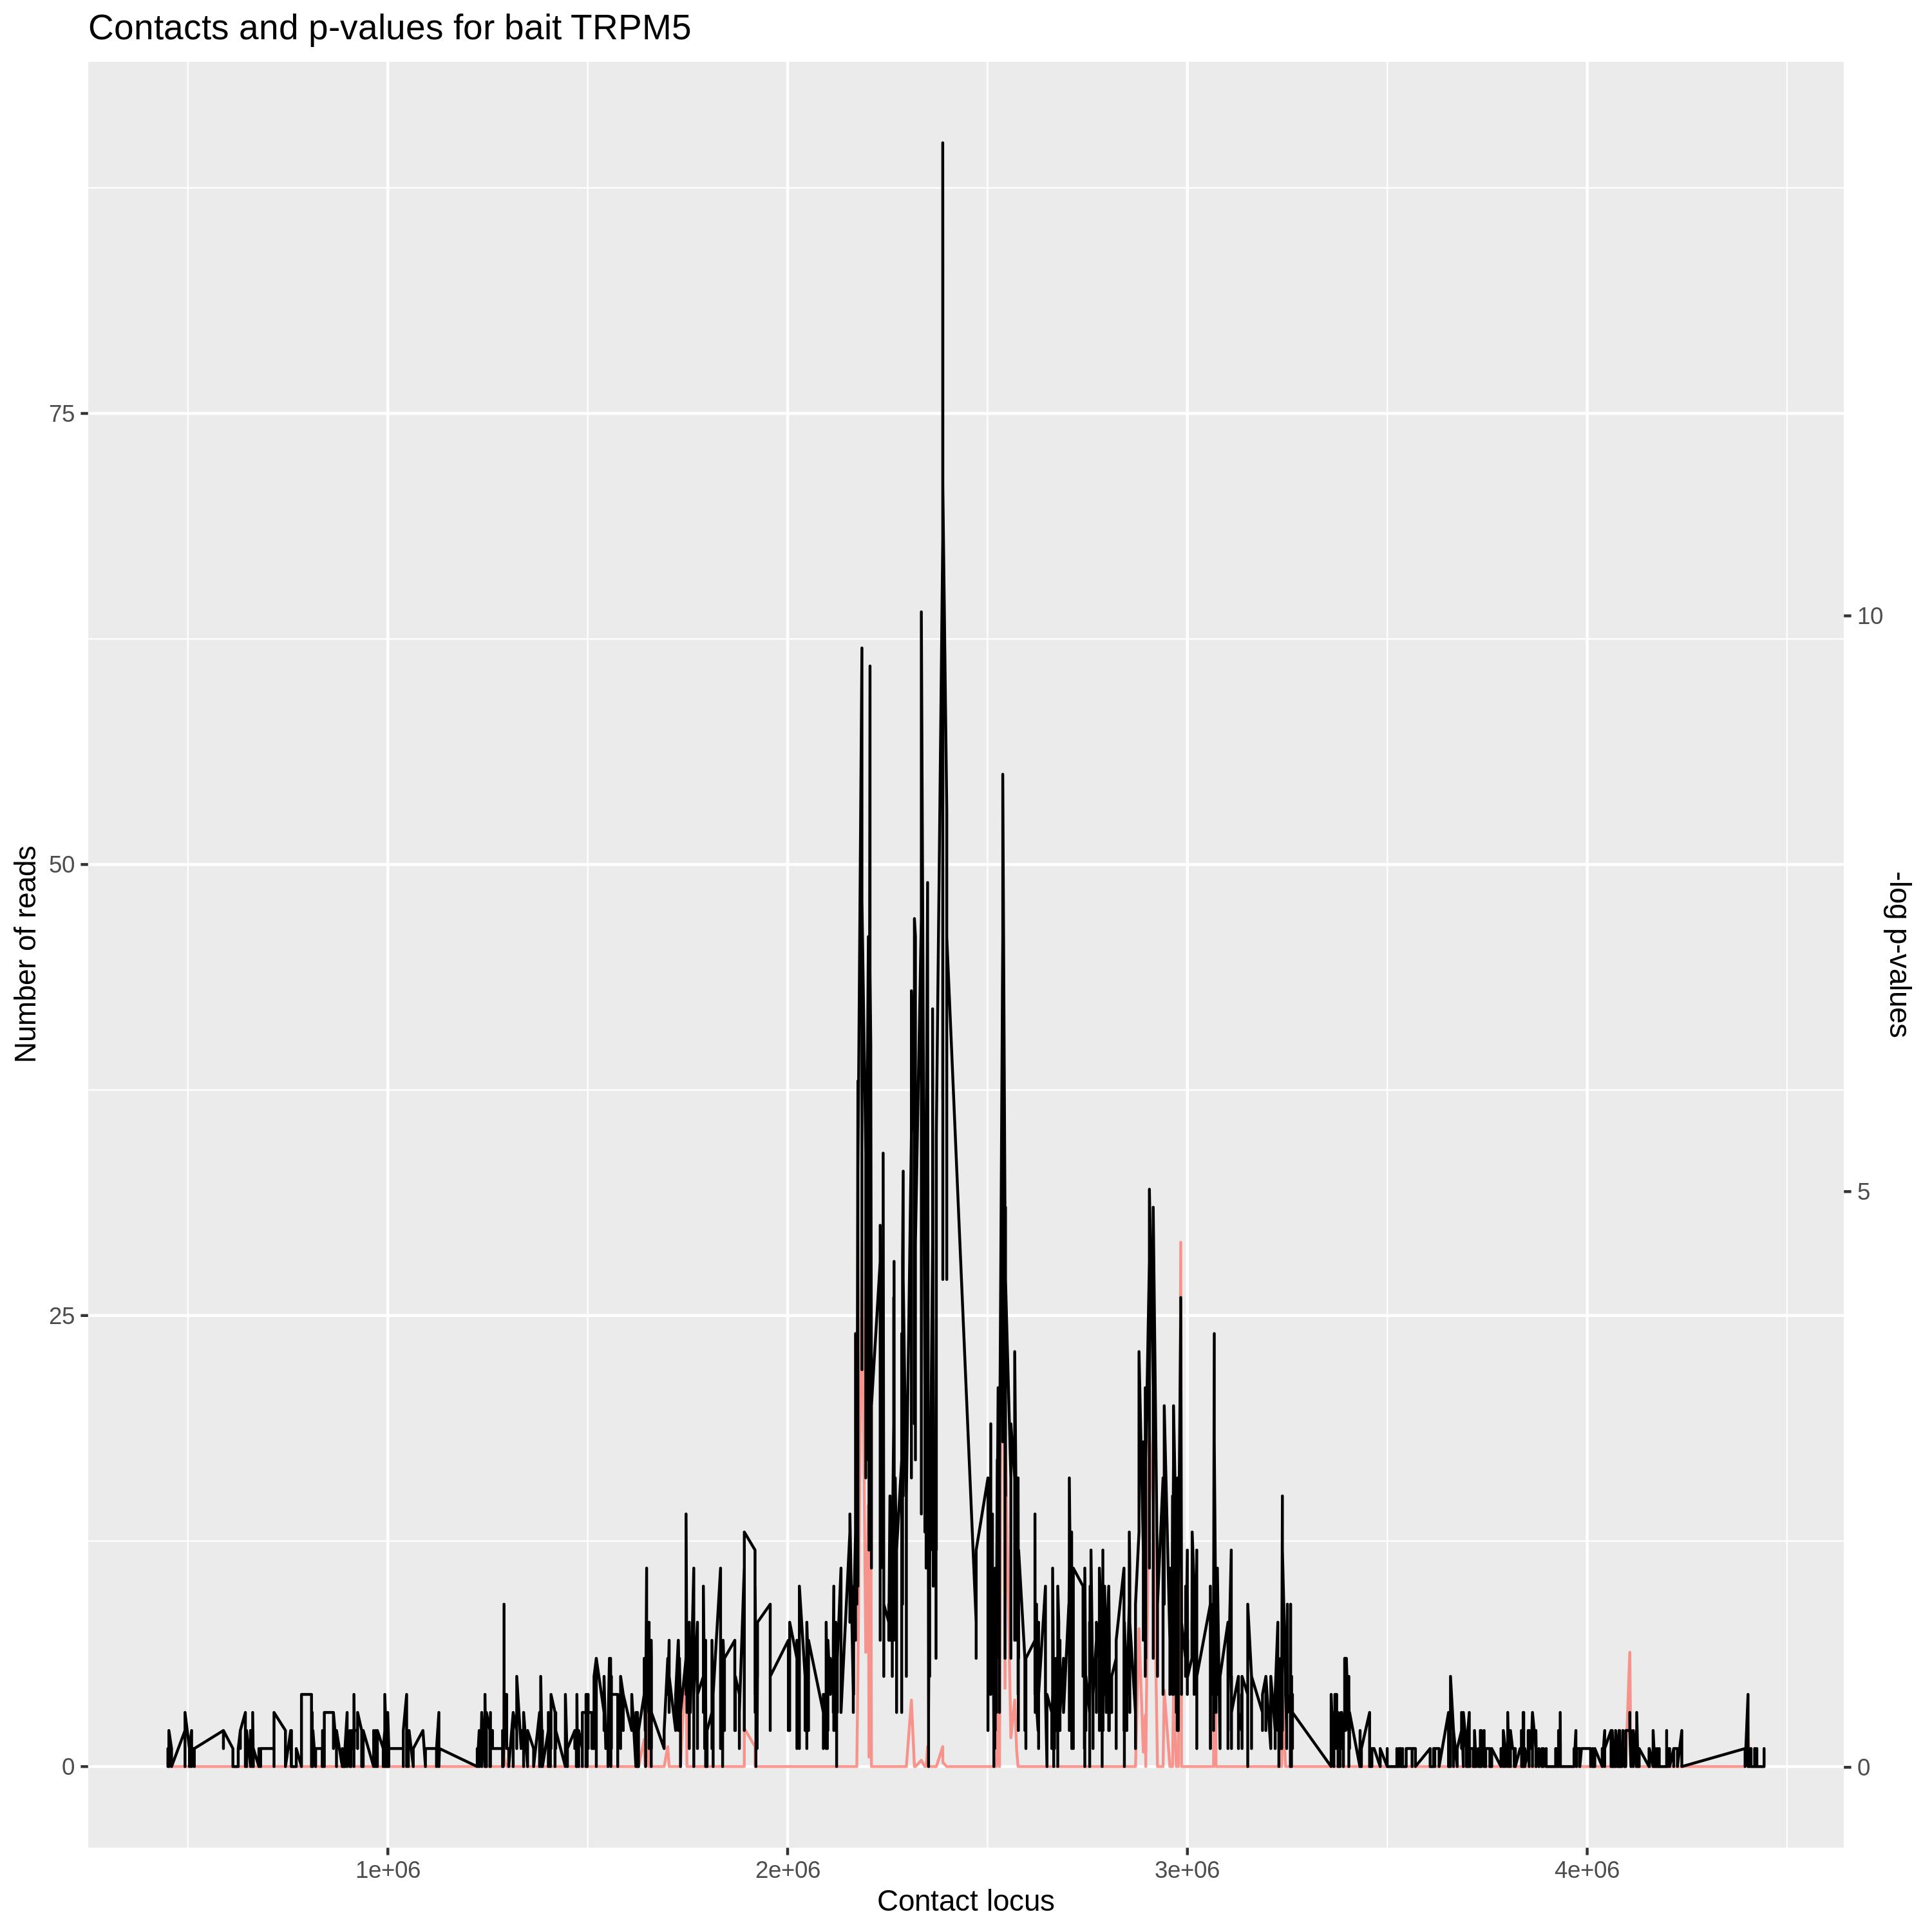 Contacts and p-values for bait TRPM5
75
50
25
0
Number of reads
10
5
0
-log p-values
1e+06
2e+06
3e+06
4e+06
Contact locus